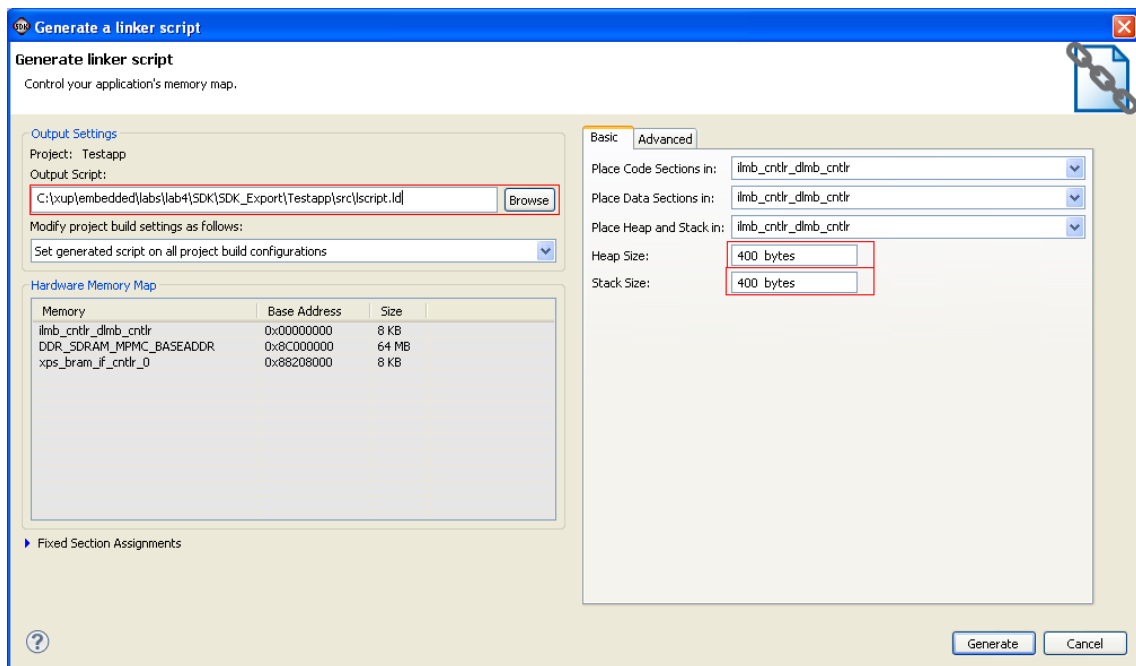 SDK Generate a linker script
Generate linker script
Control your application's memory map.
Output Settings
Project: Testapp
Output Script:
C:\xup\embedded\labs\lab4\SDK\SDK_Export\Testapp\src\lscript.ld
Browse
Modify project build settings as follows:
Set generated script on all project build configurations
Hardware Memory Map
Memory Base Address Size
ilmb_cntlr_dlmb_cntlr 0x00000000 8 KB
DDR_SDRAM_MPMC_BASEADDR 0x8C000000 64 MB
xps_bram_if_cntlr_0 0x88208000 8 KB
Fixed Section Assignments
Basic Advanced
Place Code Sections in: ilmb_cntlr_dlmb_cntlr
Place Data Sections in: ilmb_cntlr_dlmb_cntlr
Place Heap and Stack in: ilmb_cntlr_dlmb_cntlr
Heap Size: 400 bytes
Stack Size: 400 bytes
?
Generate Cancel